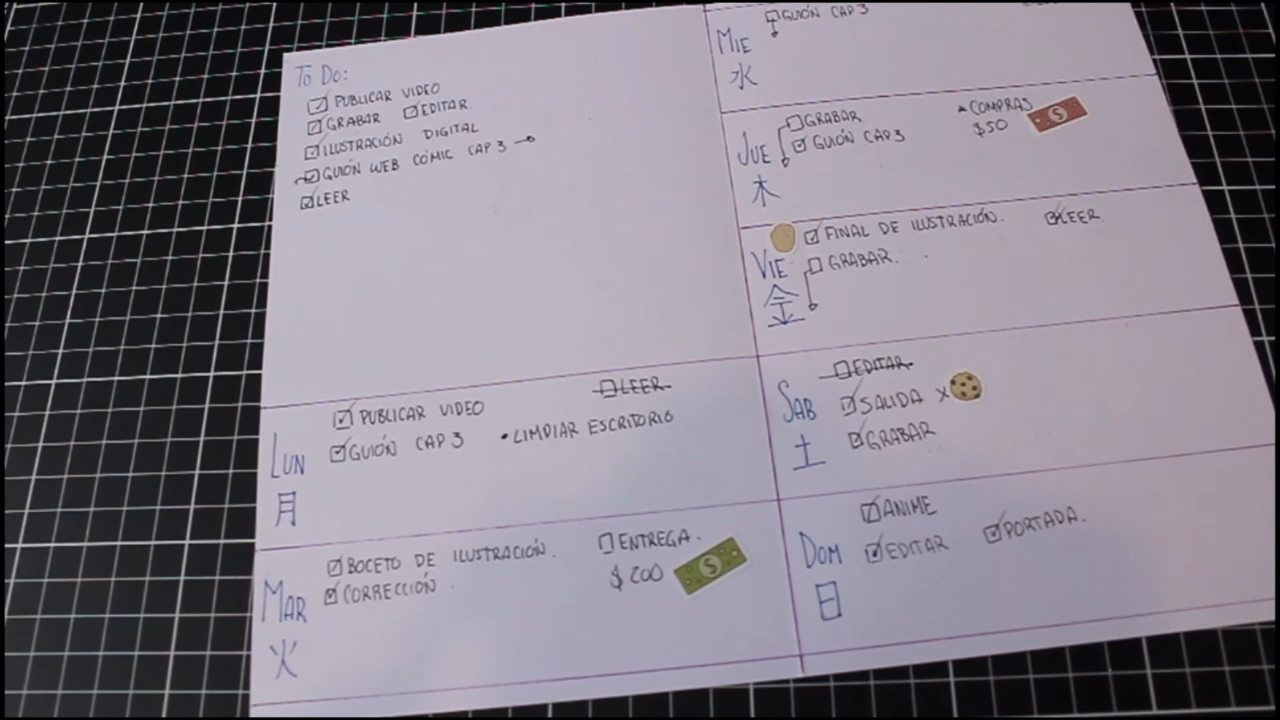 To Do:
PUBLICAR VIDEO
GRABAR EDITAR
ILUSTRACIÓN DIGITAL
GUIÓN WEB CÓMIC CAP 3
LEER
LUN
月
PUBLICAR VIDEO LEER
GUIÓN CAP 3 • LIMPIAR ESCRITORIO
MAR
火
BOCETO DE ILUSTRACIÓN. ENTREGA.
CORRECCIÓN $200
$
MIE
水
GUIÓN CAP 3
JUE
木
GRABAR COMPRAS
GUIÓN CAP 3 $50
$
VIE
金
FINAL DE ILUSTRACIÓN. LEER.
GRABAR.
SAB
土
EDITAR
SALIDA X
GRABAR
DOM
日
ANIME
EDITAR PORTADA.